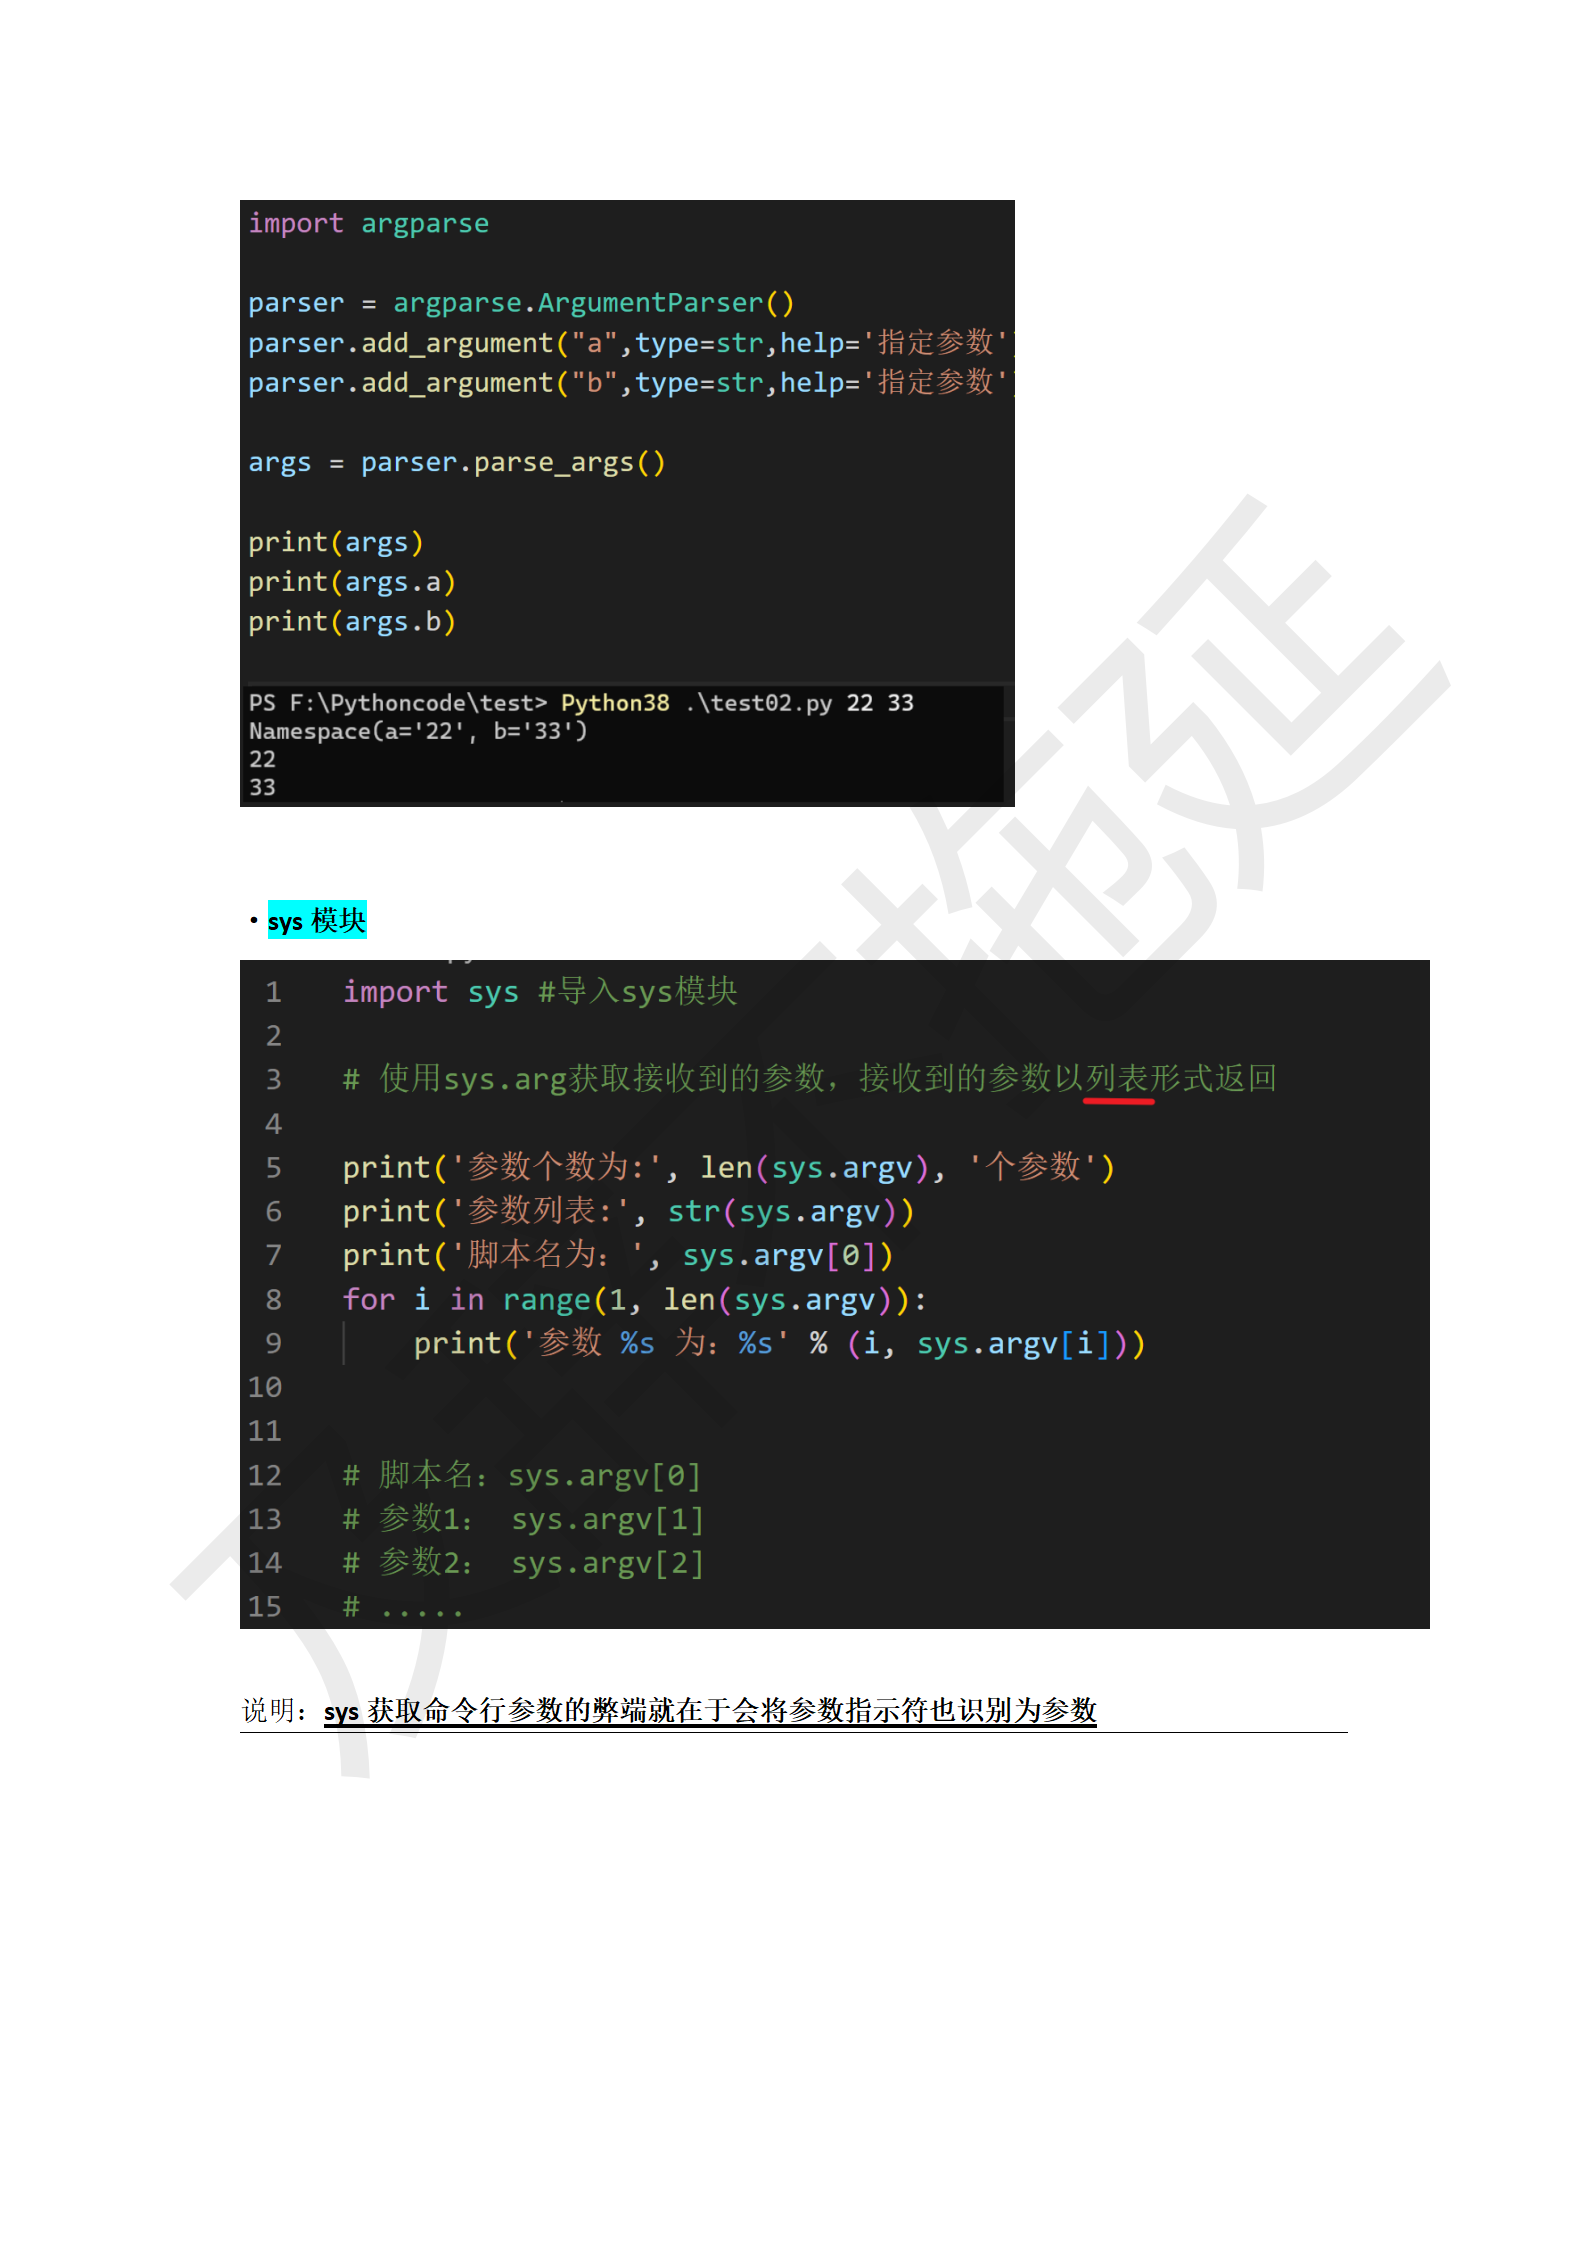 import argparse
parser = argparse.ArgumentParser()
parser.add_argument("a",type=str,help='指定参数'
parser.add_argument("b",type=str,help='指定参数'
args = parser.parse_args()
print(args)
print(args.a)
print(args.b)
PS F:\Pythoncode\test> Python38 .\test02.py 22 33
Namespace(a='22', b='33')
22
33
·sys 模块
1 import sys #导入sys模块
2
3 # 使用sys.arg获取接收到的参数，接收到的参数以列表形式返回
4
5 print('参数个数为:', len(sys.argv), '个参数')
6 print('参数列表:', str(sys.argv))
7 print('脚本名为：', sys.argv[0])
8 for i in range(1, len(sys.argv)):
9 print('参数 %s 为：%s' % (i, sys.argv[i]))
10
11
12 # 脚本名：sys.argv[0]
13 # 参数1： sys.argv[1]
14 # 参数2： sys.argv[2]
15 # .....
说明：sys 获取命令行参数的弊端就在于会将参数指示符也识别为参数